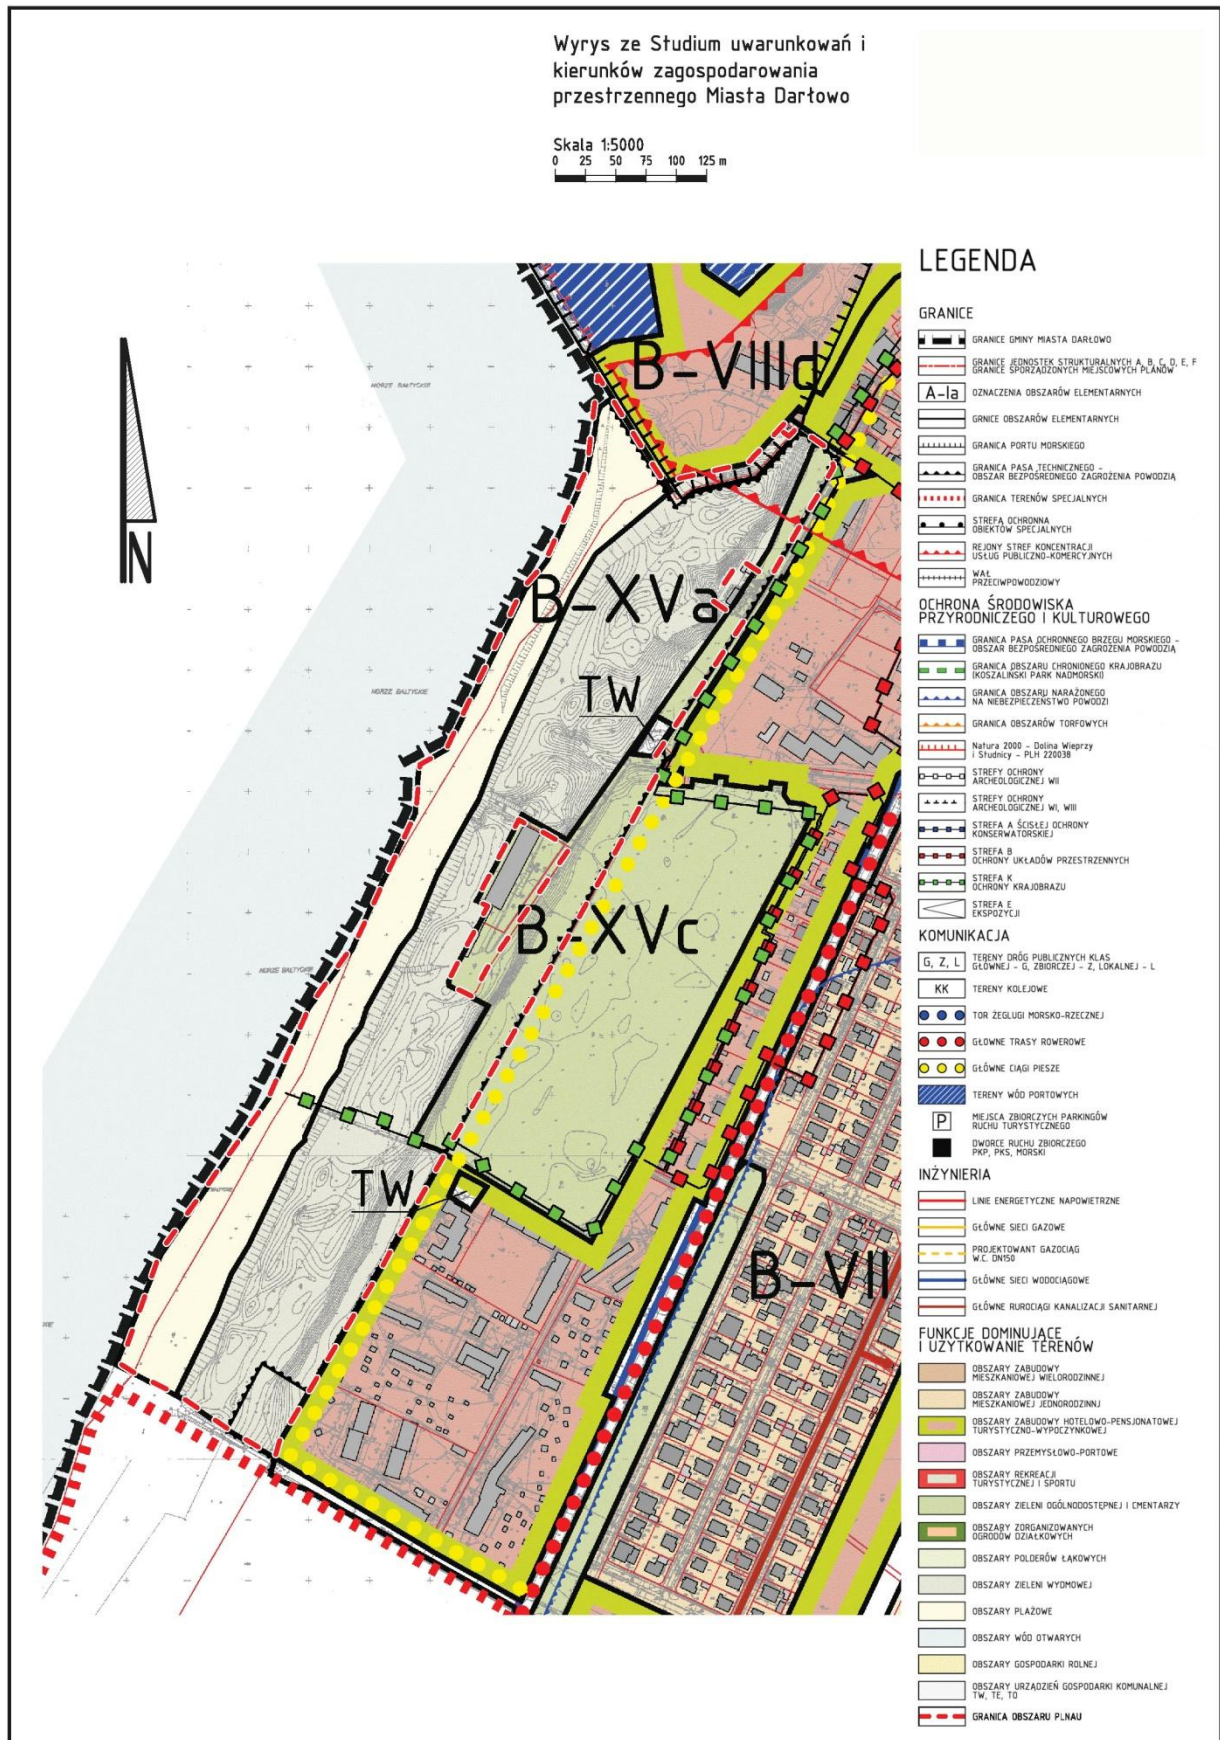 Wyrys ze Studium uwarunkowań i
kierunków zagospodarowania
przestrzennego Miasta Darłowo
Skala 1:5000
0 25 50 75 100 125 m
N
MORZE BAŁTYCKIE
B-VIIId
B-XVa
MORZE BAŁTYCKIE
TW
B-XVc
MORZE BAŁTYCKIE
TW
B-VII
LEGENDA
GRANICE
GRANICE GMINY MIASTA DARŁOWO
GRANICE JEDNOSTEK STRUKTURALNYCH A, B, C, D, E, F
GRANICE SPORZĄDZONYCH MIEJSCOWYCH PLANÓW
A-Ia OZNACZENIA OBSZARÓW ELEMENTARNYCH
GRNICE OBSZARÓW ELEMENTARNYCH
GRANICA PORTU MORSKIEGO
GRANICA PASA TECHNICZNEGO -
OBSZAR BEZPOŚREDNIEGO ZAGROŻENIA POWODZIĄ
GRANICA TERENÓW SPECJALNYCH
STREFA OCHRONNA
OBIEKTÓW SPECJALNYCH
REJONY STREF KONCENTRACJI
USŁUG PUBLICZNO-KOMERCYJNYCH
WAŁ
PRZECIWPOWODZIOWY
OCHRONA ŚRODOWISKA
PRZYRODNICZEGO I KULTUROWEGO
GRANICA PASA OCHRONNEGO BRZEGU MORSKIEGO -
OBSZAR BEZPOŚREDNIEGO ZAGROŻENIA POWODZIĄ
GRANICA OBSZARU CHRONIONEGO KRAJOBRAZU
(KOSZALIŃSKI PARK NADMORSKI)
GRANICA OBSZARU NARAŻONEGO
NA NIEBEZPIECZEŃSTWO POWODZI
GRANICA OBSZARÓW TORFOWYCH
Natura 2000 - Dolina Wieprzy
i Studnicy - PLH 220038
STREFY OCHRONY
ARCHEOLOGICZNEJ WII
STREFY OCHRONY
ARCHEOLOGICZNEJ WI, WIII
STREFA A ŚCISŁEJ OCHRONY
KONSERWATORSKIEJ
STREFA B
OCHRONY UKŁADÓW PRZESTRZENNYCH
STREFA K
OCHRONY KRAJOBRAZU
STREFA E
EKSPOZYCJI
KOMUNIKACJA
G, Z, L TERENY DRÓG PUBLICZNYCH KLAS
GŁÓWNEJ - G, ZBIORCZEJ - Z, LOKALNEJ - L
KK TERENY KOLEJOWE
TOR ŻEGLUGI MORSKO-RZECZNEJ
GŁOWNE TRASY ROWEROWE
GŁÓWNE CIĄGI PIESZE
TERENY WÓD PORTOWYCH
P MIEJSCA ZBIORCZYCH PARKINGÓW
RUCHU TURYSTYCZNEGO
DWORCE RUCHU ZBIORCZEGO
PKP, PKS, MORSKI
INŻYNIERIA
LINIE ENERGETYCZNE NAPOWIETRZNE
GŁÓWNE SIECI GAZOWE
PROJEKTOWANT GAZOCIĄG
W.C. DN150
GŁÓWNE SIECI WODOCIĄGOWE
GŁÓWNE RUROCIĄGI KANALIZACJI SANITARNEJ
FUNKCJE DOMINUJĄCE
I UZYTKOWANIE TERENÓW
OBSZARY ZABUDOWY
MIESZKANIOWEJ WIELORODZINNEJ
OBSZARY ZABUDOWY
MIESZKANIOWEJ JEDNORODZINNJ
OBSZARY ZABUDOWY HOTELOWO-PENSJONATOWEJ
TURYSTYCZNO-WYPOCZYNKOWEJ
OBSZARY PRZEMYSŁOWO-PORTOWE
OBSZARY REKREACJI
TURYSTYCZNEJ I SPORTU
OBSZARY ZIELENI OGÓLNODOSTĘPNEJ I CMENTARZY
OBSZARY ZORGANIZOWANYCH
OGRODÓW DZIAŁKOWYCH
OBSZARY POLDERÓW ŁĄKOWYCH
OBSZARY ZIELENI WYDMOWEJ
OBSZARY PLAŻOWE
OBSZARY WÓD OTWARYCH
OBSZARY GOSPODARKI ROLNEJ
OBSZARY URZĄDZIEŃ GOSPODARKI KOMUNALNEJ
TW, TE, TO
GRANICA OBSZARU PLNAU